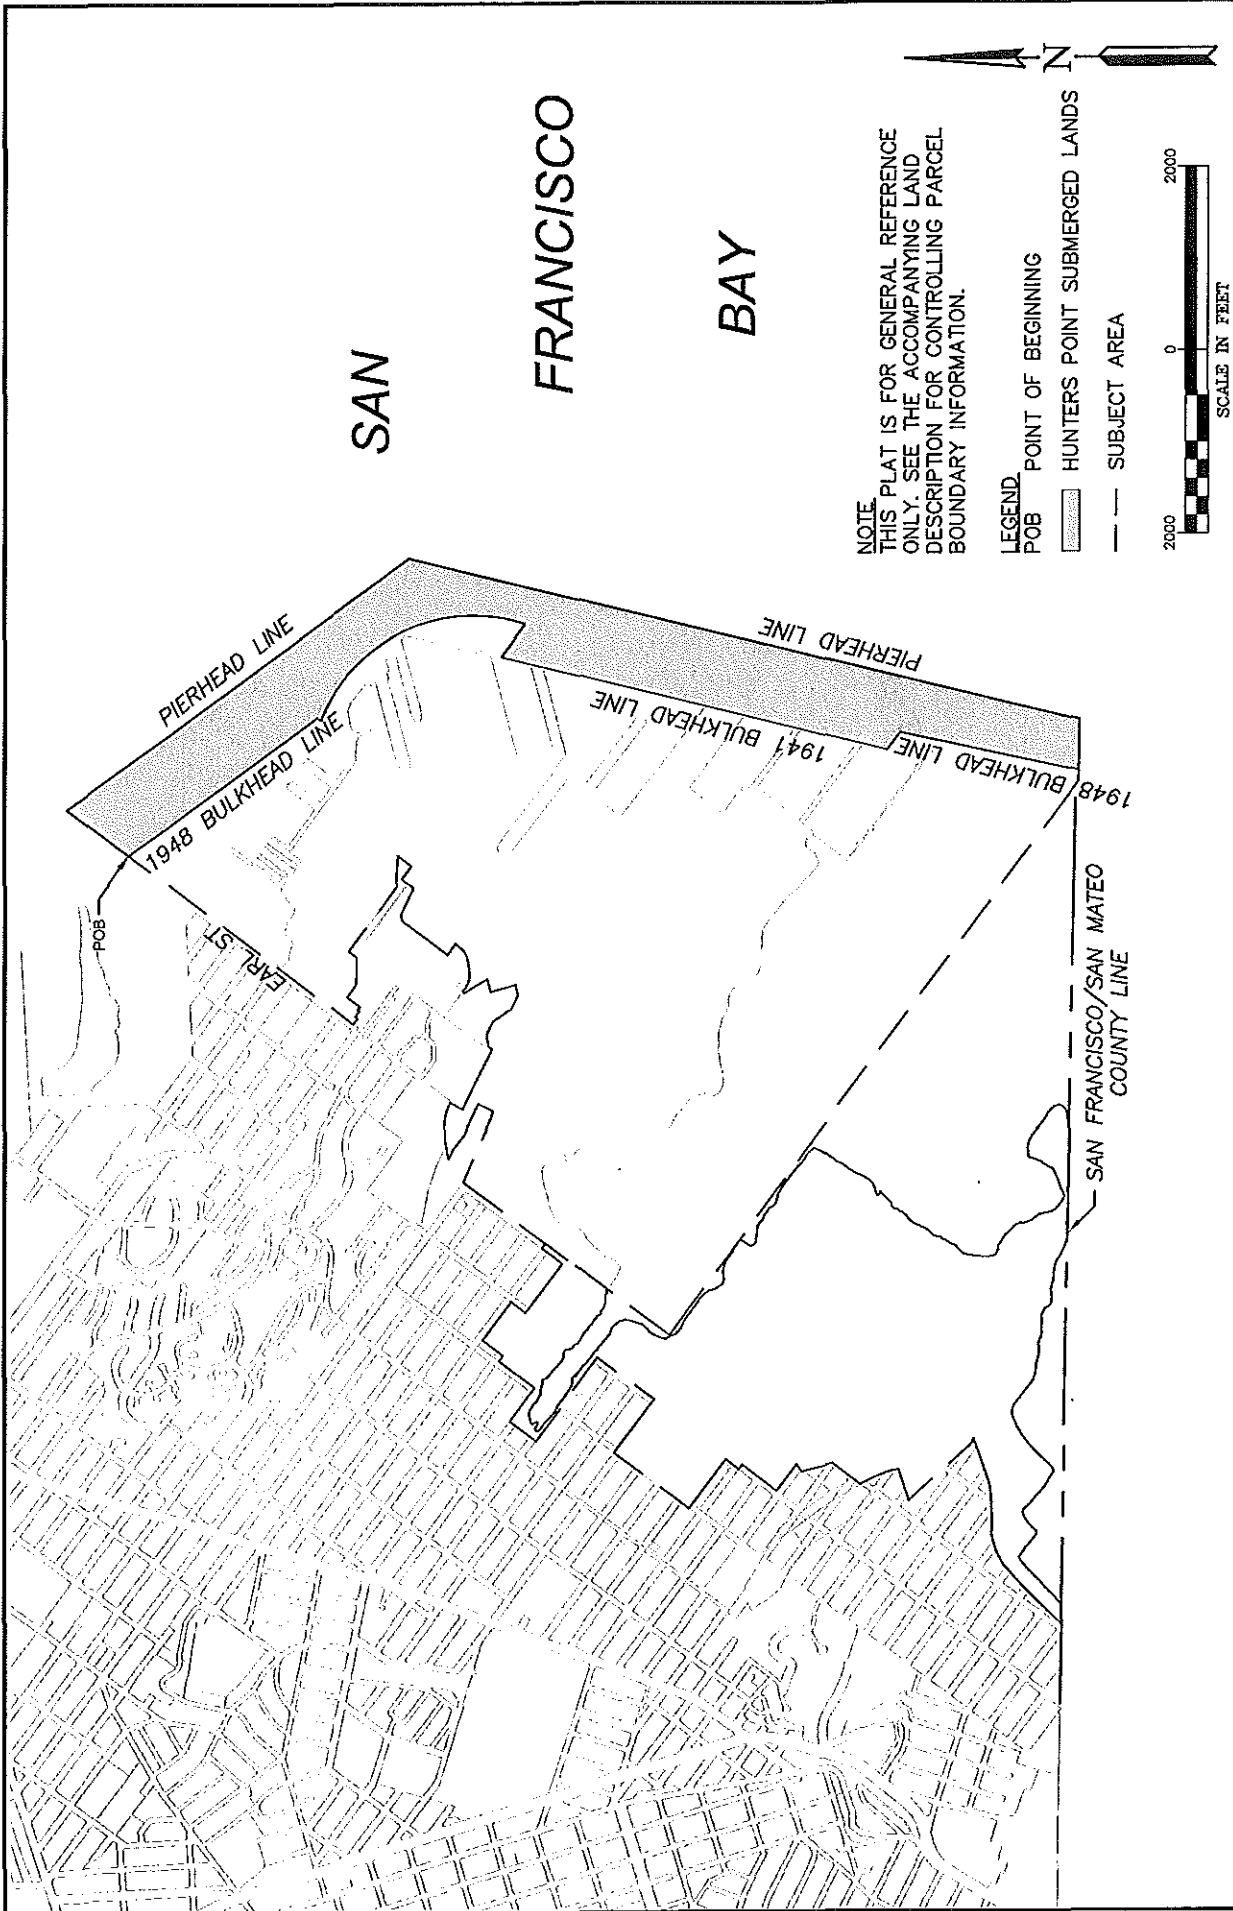 SAN
FRANCISCO
BAY
PIERHEAD LINE
1948 BULKHEAD LINE
POB
EARL ST
PIERHEAD LINE
1941 BULKHEAD LINE
1948 BULKHEAD LINE
SAN FRANCISCO/SAN MATEO
COUNTY LINE
NOTE
THIS PLAT IS FOR GENERAL REFERENCE
ONLY. SEE THE ACCOMPANYING LAND
DESCRIPTION FOR CONTROLLING PARCEL
BOUNDARY INFORMATION.
LEGEND
POB POINT OF BEGINNING
HUNTERS POINT SUBMERGED LANDS
SUBJECT AREA
N
2000 0 2000
SCALE IN FEET